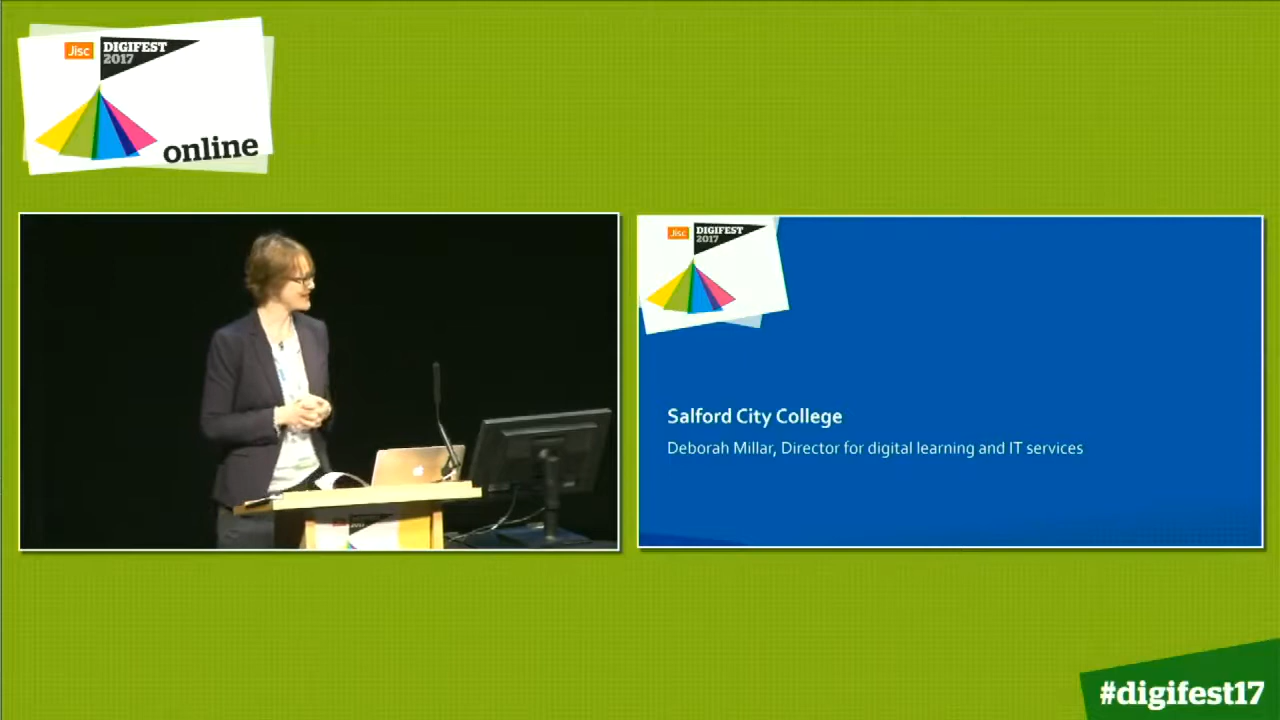 Jisc
DIGIFEST
2017
online
Jisc
DIGIFEST
2017
Salford City College
Deborah Millar, Director for digital learning and IT services
#digifest17